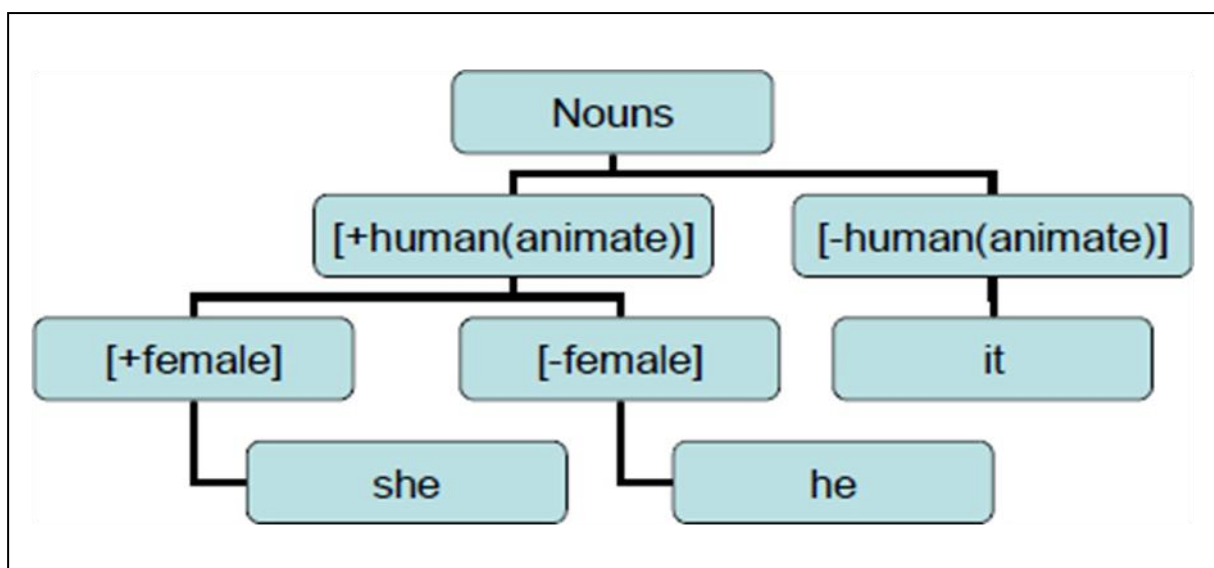 Nouns
[+human(animate)] [-human(animate)]
[+female] [-female] it
she he